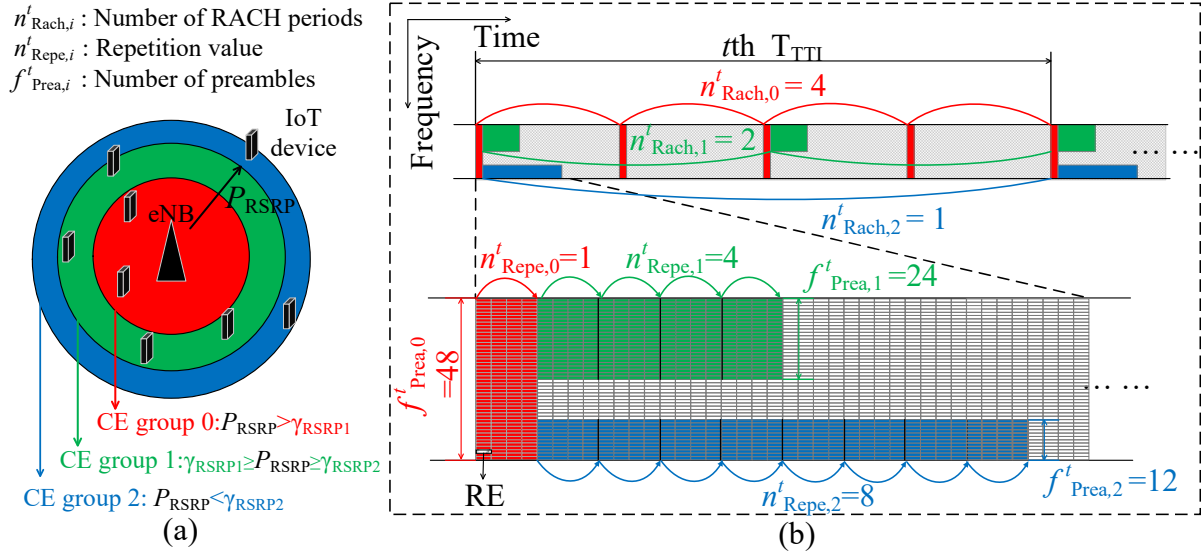 n^t_Rach,i : Number of RACH periods
n^t_Repe,i : Repetition value
f^t_Prea,i : Number of preambles
IoT
device
eNB
P_RSRP
CE group 0:P_RSRP>γ_RSRP1
CE group 1:γ_RSRP1≥P_RSRP≥γ_RSRP2
CE group 2: P_RSRP<γ_RSRP2
(a)
Time
Frequency
tth T_TTI
n^t_Rach,0 = 4
n^t_Rach,1 = 2
… …
n^t_Rach,2 = 1
n^t_Repe,0=1
n^t_Repe,1=4
f^t_Prea,1=24
f^t_Prea,0
=48
… …
RE
n^t_Repe,2=8
f^t_Prea,2=12
(b)